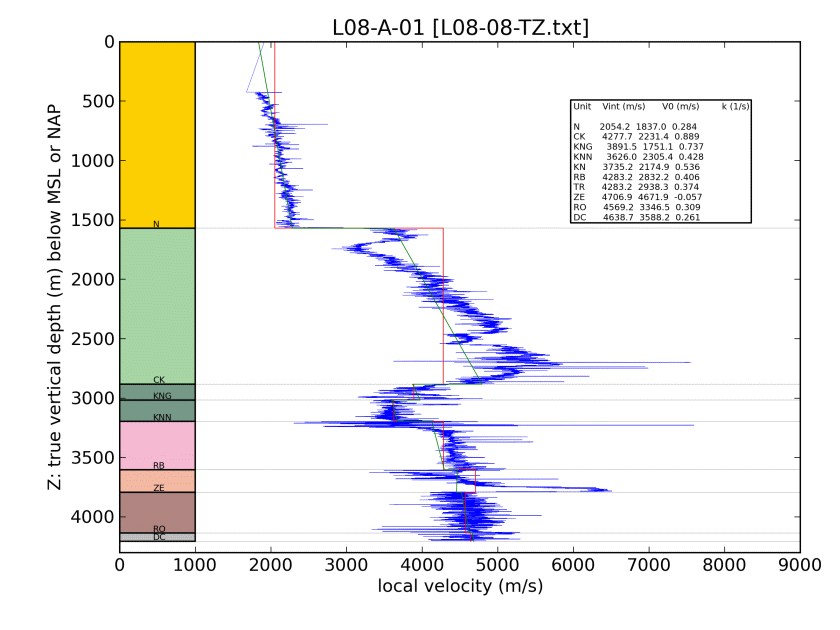 L08-A-01 [L08-08-TZ.txt]
Z: true vertical depth (m) below MSL or NAP
0
500
1000
1500
2000
2500
3000
3500
4000
Unit Vint (m/s) V0 (m/s) k (1/s)
N 2054.2 1837.0 0.284
CK 4277.7 2231.4 0.889
KNG 3891.5 1751.1 0.737
KNN 3626.0 2305.4 0.428
KN 3735.2 2174.9 0.536
RB 4283.2 2832.2 0.406
TR 4283.2 2938.3 0.374
ZE 4706.9 4671.9 -0.057
RO 4569.2 3346.5 0.309
DC 4638.7 3588.2 0.261
N
CK
KNG
KNN
RB
ZE
RO
DC
0 1000 2000 3000 4000 5000 6000 7000 8000 9000
local velocity (m/s)